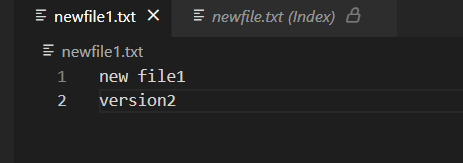 newfile1.txt newfile.txt (Index)
newfile1.txt
1 new file1
2 version2